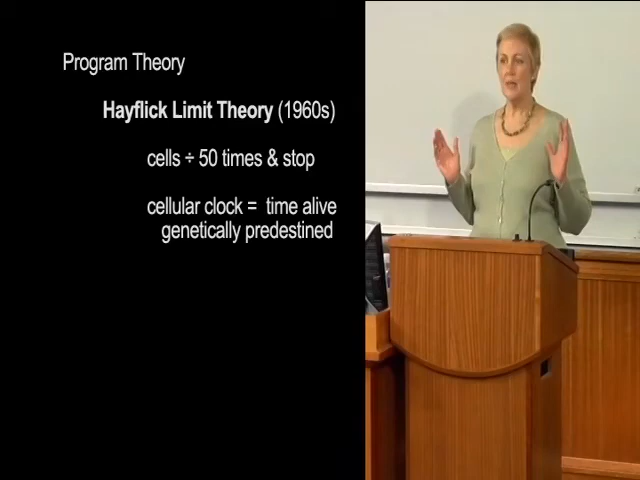 Program Theory
Hayflick Limit Theory (1960s)
cells ÷ 50 times & stop
cellular clock = time alive
genetically predestined